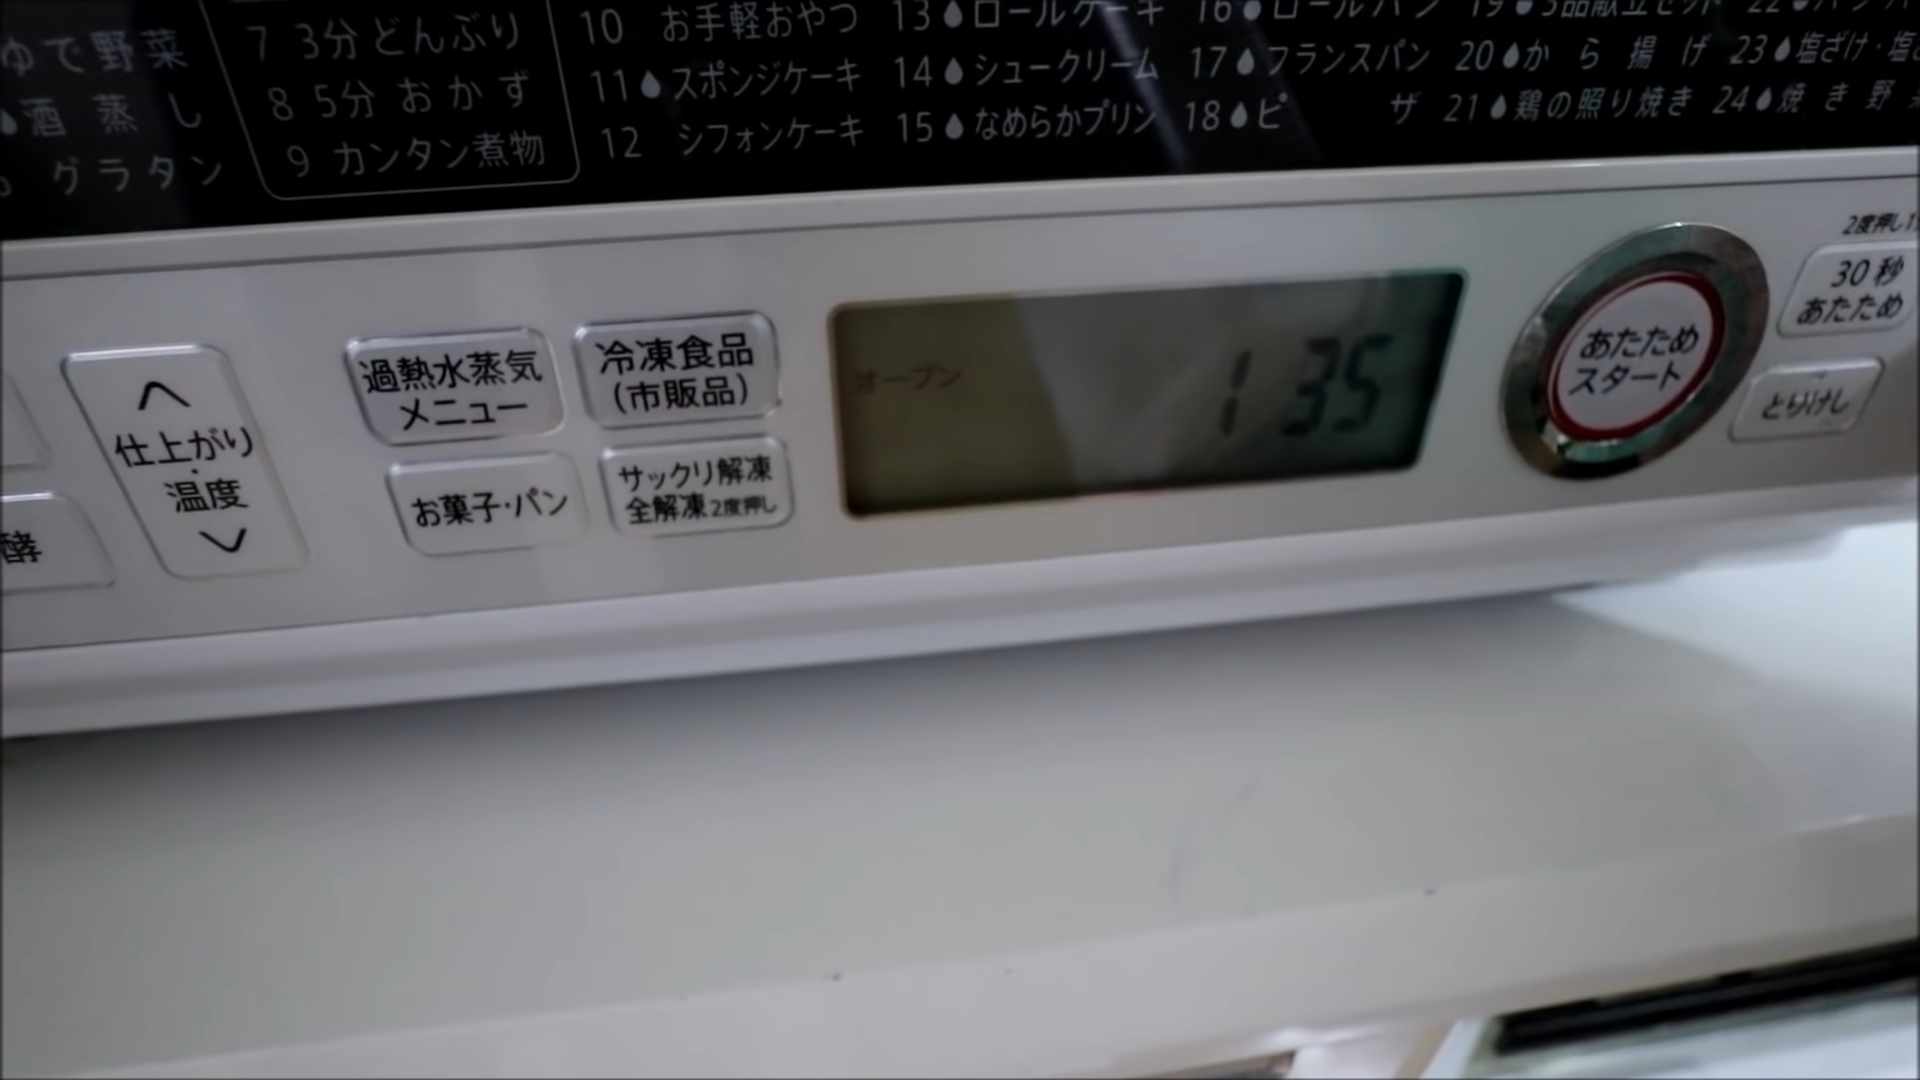 ゆで野菜
酒蒸し
グラタン
7 3分どんぶり
8 5分おかず
9 カンタン煮物
10 お手軽おやつ
11 スポンジケーキ
12 シフォンケーキ
13 ロールケーキ
14 シュークリーム
15 なめらかプリン
16 ロールパン
17 フランスパン
18 ピザ
19 3品献立セット
20 から揚げ
21 鶏の照り焼き
22
23 塩ざけ・塩
24 焼き野
酵
仕上がり・温度
過熱水蒸気
メニュー
冷凍食品
(市販品)
お菓子・パン
サックリ解凍
全解凍2度押し
オーブン
1 35
あたため
スタート
2度押し1
30秒
あたため
とりけし